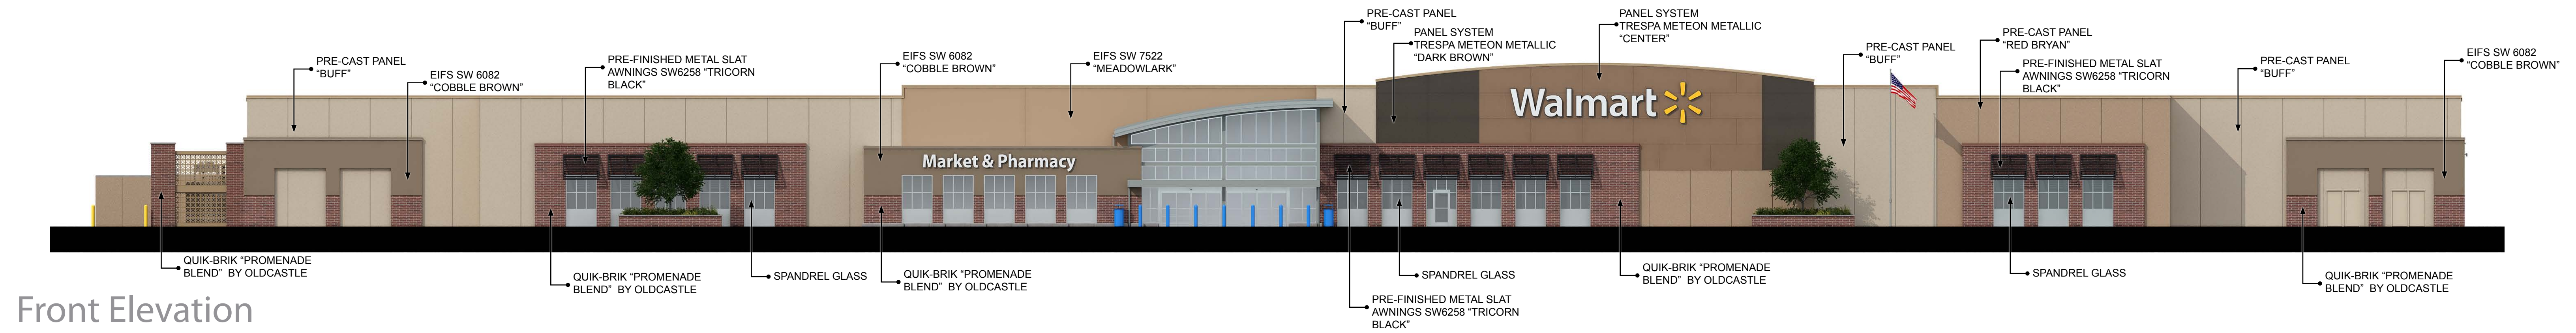 PRE-CAST PANEL
“BUFF”
EIFS SW 6082
“COBBLE BROWN”
PRE-FINISHED METAL SLAT
AWNINGS SW6258 “TRICORN
BLACK”
EIFS SW 6082
“COBBLE BROWN”
EIFS SW 7522
“MEADOWLARK”
PRE-CAST PANEL
“BUFF”
PANEL SYSTEM
TRESPA METEON METALLIC
“DARK BROWN”
PANEL SYSTEM
TRESPA METEON METALLIC
“CENTER”
PRE-CAST PANEL
“BUFF”
PRE-CAST PANEL
“RED BRYAN”
PRE-FINISHED METAL SLAT
AWNINGS SW6258 “TRICORN
BLACK”
PRE-CAST PANEL
“BUFF”
EIFS SW 6082
“COBBLE BROWN”
Walmart
Market & Pharmacy
QUIK-BRIK “PROMENADE
BLEND” BY OLDCASTLE
QUIK-BRIK “PROMENADE
BLEND” BY OLDCASTLE
SPANDREL GLASS
QUIK-BRIK “PROMENADE
BLEND” BY OLDCASTLE
PRE-FINISHED METAL SLAT
AWNINGS SW6258 “TRICORN
BLACK”
SPANDREL GLASS
QUIK-BRIK “PROMENADE
BLEND” BY OLDCASTLE
SPANDREL GLASS
QUIK-BRIK “PROMENADE
BLEND” BY OLDCASTLE
Front Elevation